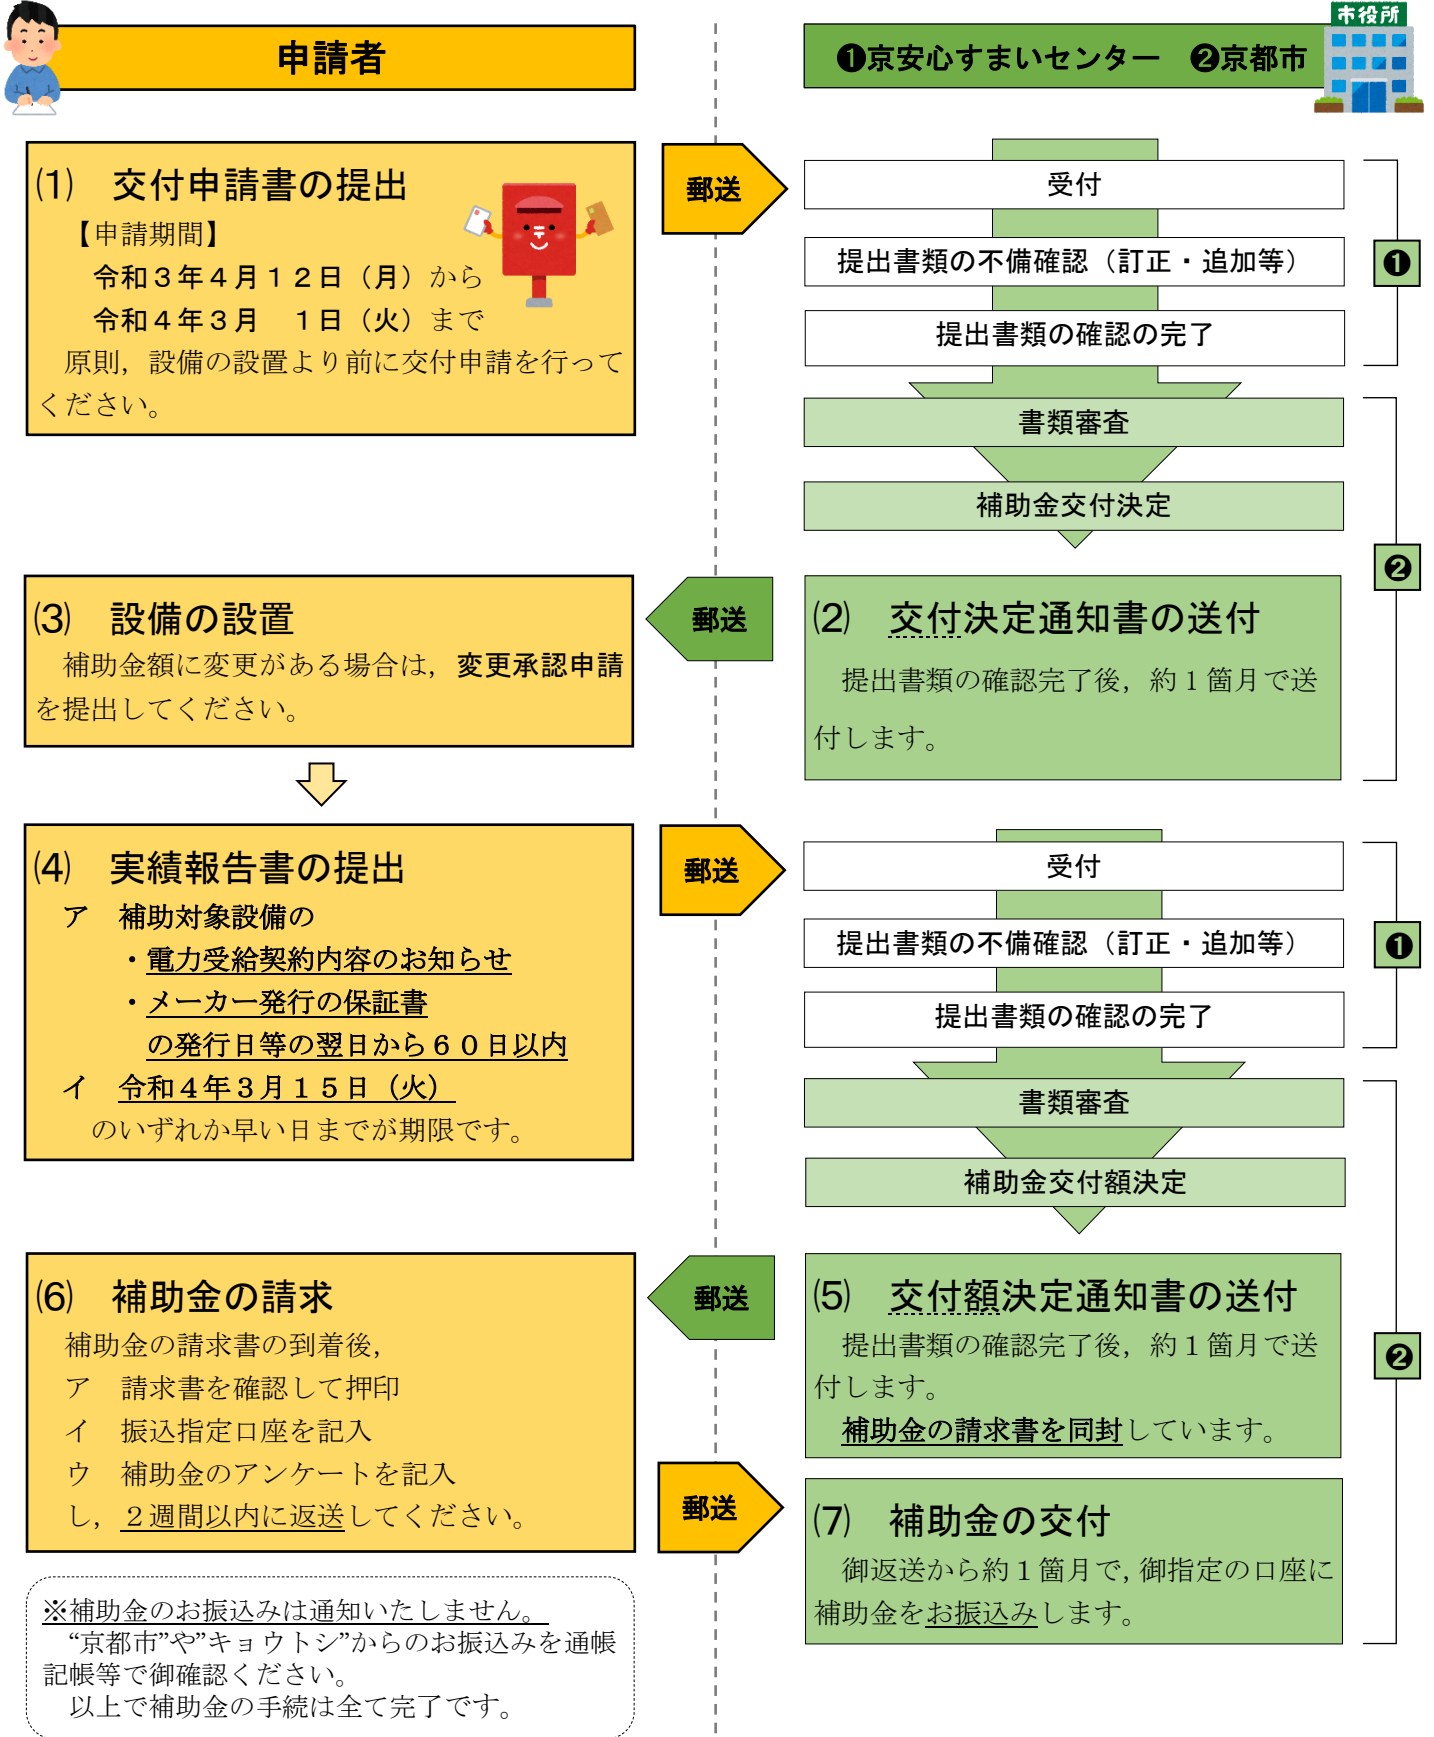 市役所
申請者
❶京安心すまいセンター　❷京都市
⑴　交付申請書の提出
【申請期間】
令和３年４月１２日（月）から
令和４年３月　１日（火）まで
原則，設備の設置より前に交付申請を行って
ください。
郵送
受付
提出書類の不備確認（訂正・追加等）
提出書類の確認の完了
❶
書類審査
補助金交付決定
❷
⑵　交付決定通知書の送付
提出書類の確認完了後，約１箇月で送
付します。
郵送
⑶　設備の設置
補助金額に変更がある場合は，変更承認申請
を提出してください。
⑷　実績報告書の提出
ア　補助対象設備の
・電力受給契約内容のお知らせ
・メーカー発行の保証書
の発行日等の翌日から６０日以内
イ　令和４年３月１５日（火）
のいずれか早い日までが期限です。
郵送
受付
提出書類の不備確認（訂正・追加等）
提出書類の確認の完了
❶
書類審査
補助金交付額決定
❷
⑸　交付額決定通知書の送付
提出書類の確認完了後，約１箇月で送
付します。
補助金の請求書を同封しています。
郵送
⑹　補助金の請求
補助金の請求書の到着後，
ア　請求書を確認して押印
イ　振込指定口座を記入
ウ　補助金のアンケートを記入
し，２週間以内に返送してください。
郵送
⑺　補助金の交付
御返送から約１箇月で，御指定の口座に
補助金をお振込みします。
※補助金のお振込みは通知いたしません。
“京都市”や”キョウトシ”からのお振込みを通帳
記帳等で御確認ください。
以上で補助金の手続は全て完了です。